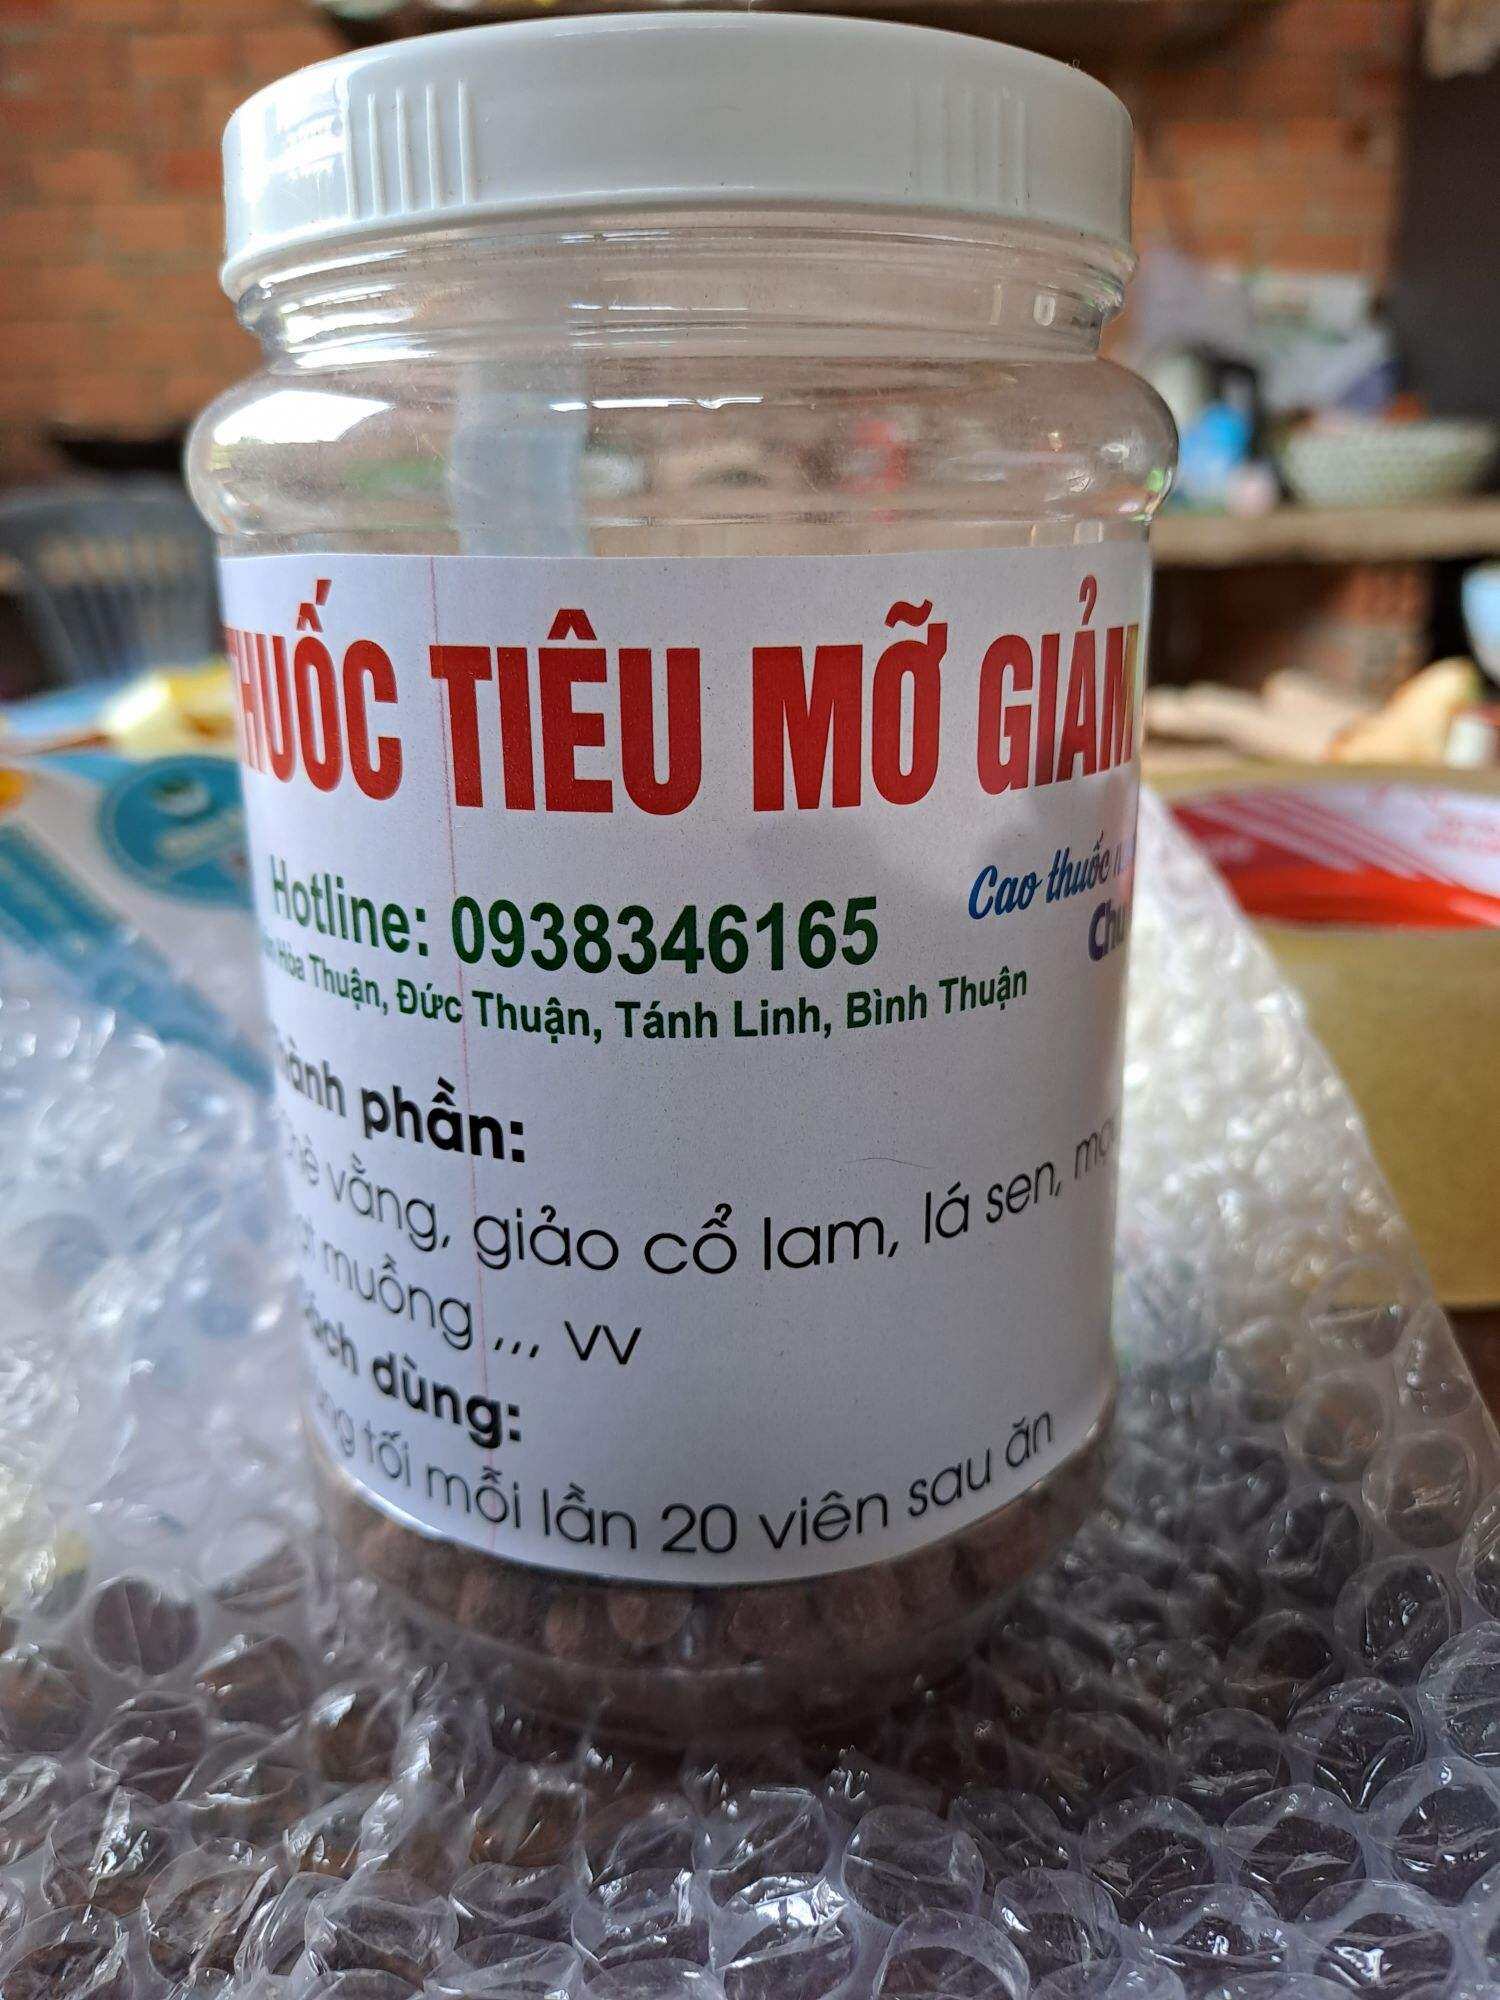 THUỐC TIÊU MỠ GIẢM
Hotline: 0938346165
Cao thuốc
Hòa Thuận, Đức Thuận, Tánh Linh, Bình Thuận
phần:
vằng, giảo cổ lam, lá sen,
muồng ,,, vv
dùng:
tối mỗi lần 20 viên sau ăn